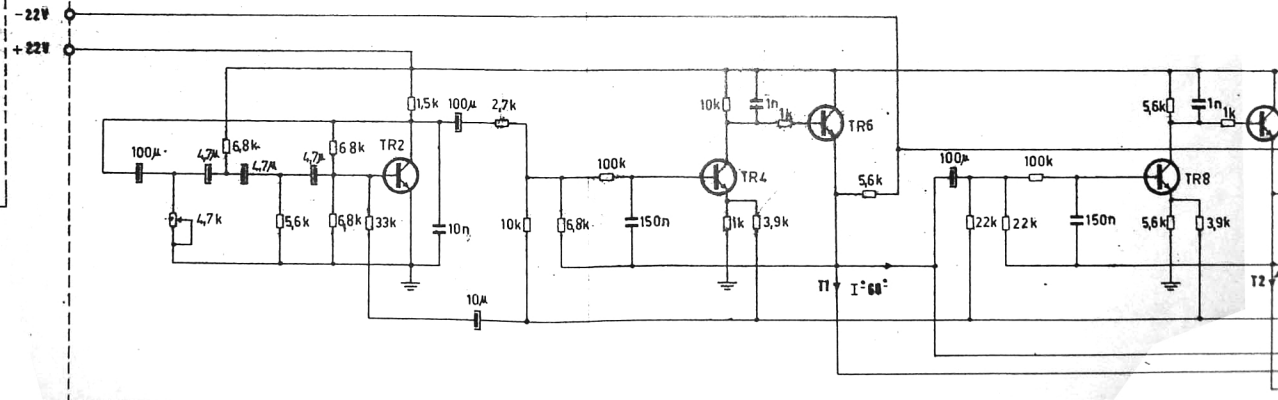 -22V
+22V
1,5k
100µ
2,7k
10k
1n
1k
TR6
5,6k
1n
1k
100µ
4,7µ
6,8k
4,7µ
4,7µ
6 8k
TR2
100k
TR4
5,6k
100µ
100k
TR8
4,7k
5,6k
6,8k
33k
10n
10k
6,8k
150n
1k
3,9k
22k
22k
150n
5,6k
3,9k
T1
I°60°
T2
10µ